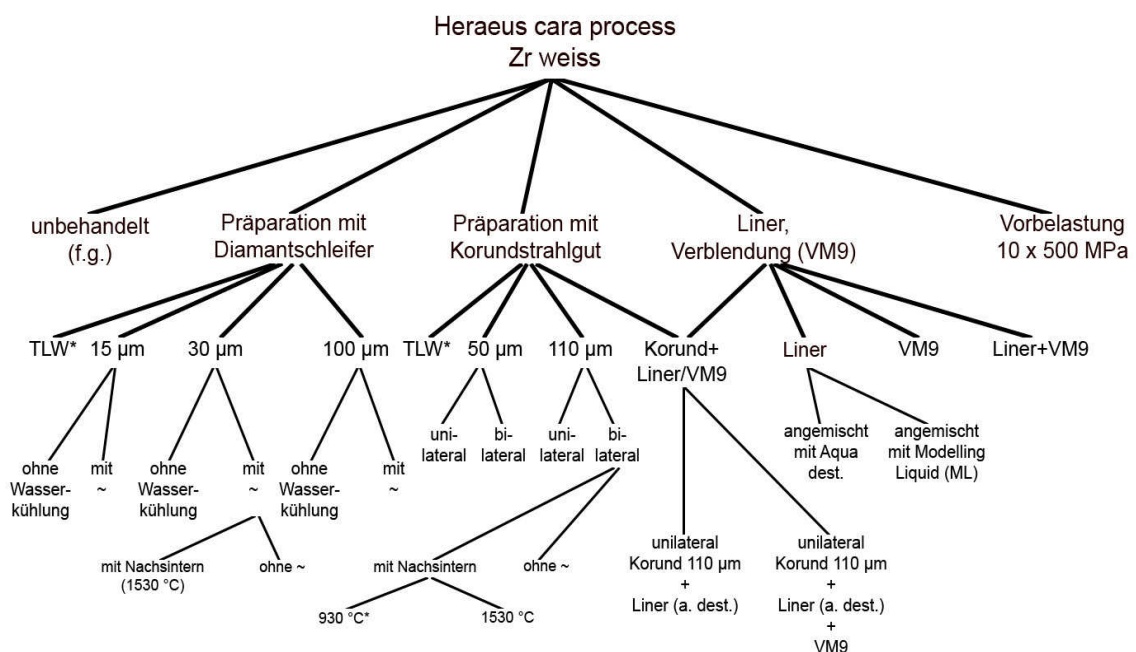 Heraeus cara process
Zr weiss
unbehandelt
(f.g.)
Präparation mit
Diamantschleifer
Präparation mit
Korundstrahlgut
Liner,
Verblendung (VM9)
Vorbelastung
10 x 500 MPa
TLW*
15 µm
30 µm
100 µm
TLW*
50 µm
110 µm
Korund+
Liner/VM9
Liner
VM9
Liner+VM9
ohne
Wasser-
kühlung
mit
~
ohne
Wasser-
kühlung
mit
~
ohne
Wasser-
kühlung
mit
~
uni-
lateral
bi-
lateral
uni-
lateral
bi-
lateral
angemischt
mit Aqua
dest.
angemischt
mit Modelling
Liquid (ML)
mit Nachsintern
(1530 °C)
ohne ~
mit Nachsintern
ohne ~
930 °C*
1530 °C
unilateral
Korund 110 µm
+
Liner (a. dest.)
unilateral
Korund 110 µm
+
Liner (a. dest.)
+
VM9